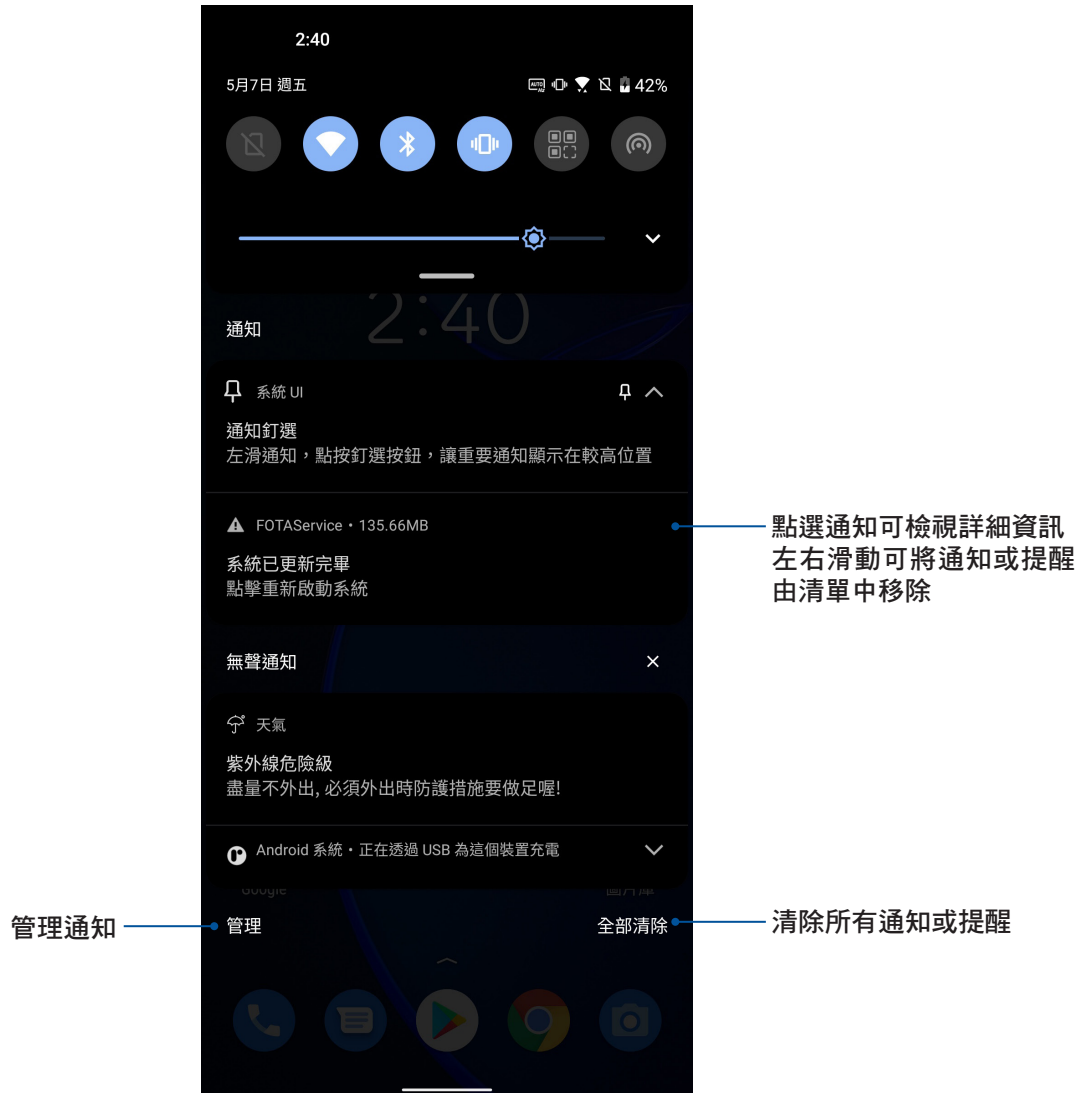 2:40
5月7日 週五
42%
2:40
通知
系統 UI
通知釘選
左滑通知，點按釘選按鈕，讓重要通知顯示在較高位置
FOTAService • 135.66MB
系統已更新完畢
點擊重新啟動系統
點選通知可檢視詳細資訊
左右滑動可將通知或提醒
由清單中移除
無聲通知
天氣
紫外線危險級
盡量不外出, 必須外出時防護措施要做足喔!
Android 系統 • 正在透過 USB 為這個裝置充電
Google
圖片庫
管理通知
管理
全部清除
清除所有通知或提醒